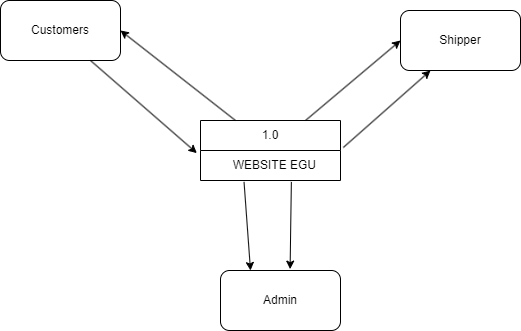 Customers
Shipper
1.0
WEBSITE EGU
Admin